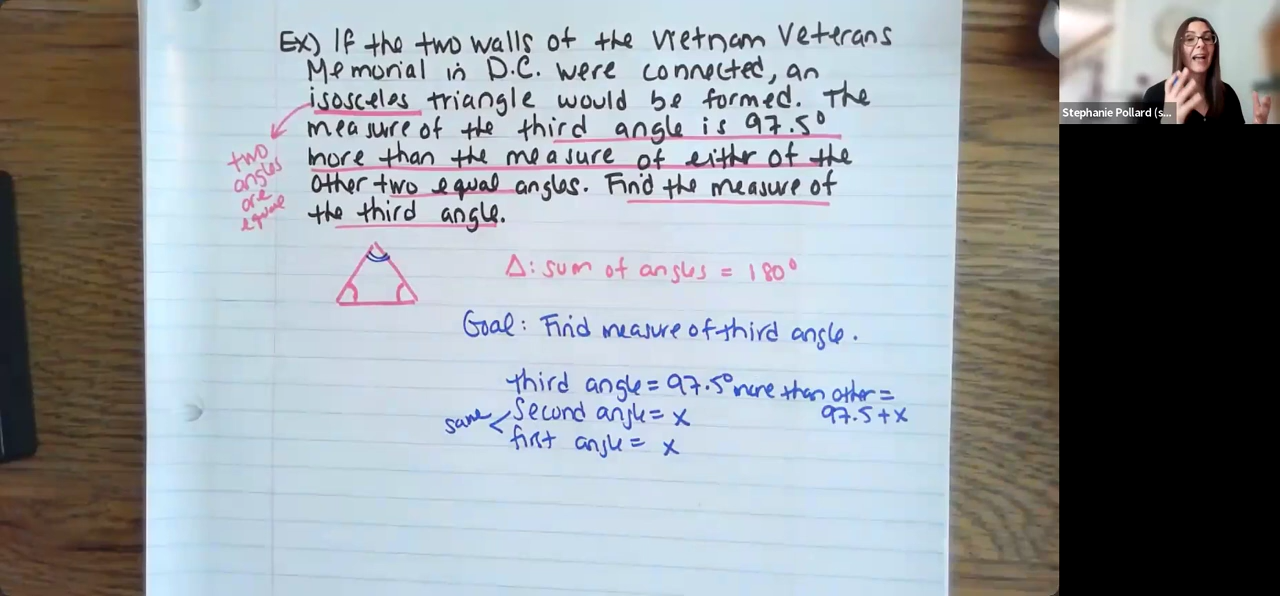 Ex) If the two walls of the Vietnam Veterans
Memorial in D.C. were connected, an
isosceles triangle would be formed. The
measure of the third angle is 97.5°
more than the measure of either of the
other two equal angles. Find the measure of
the third angle.
two
angles
are
equal
Δ: sum of angles = 180°
Goal: Find measure of third angle.
third angle = 97.5° more than other =
97.5+x
same < Second angle = x
first angle = x
Stephanie Pollard (s...